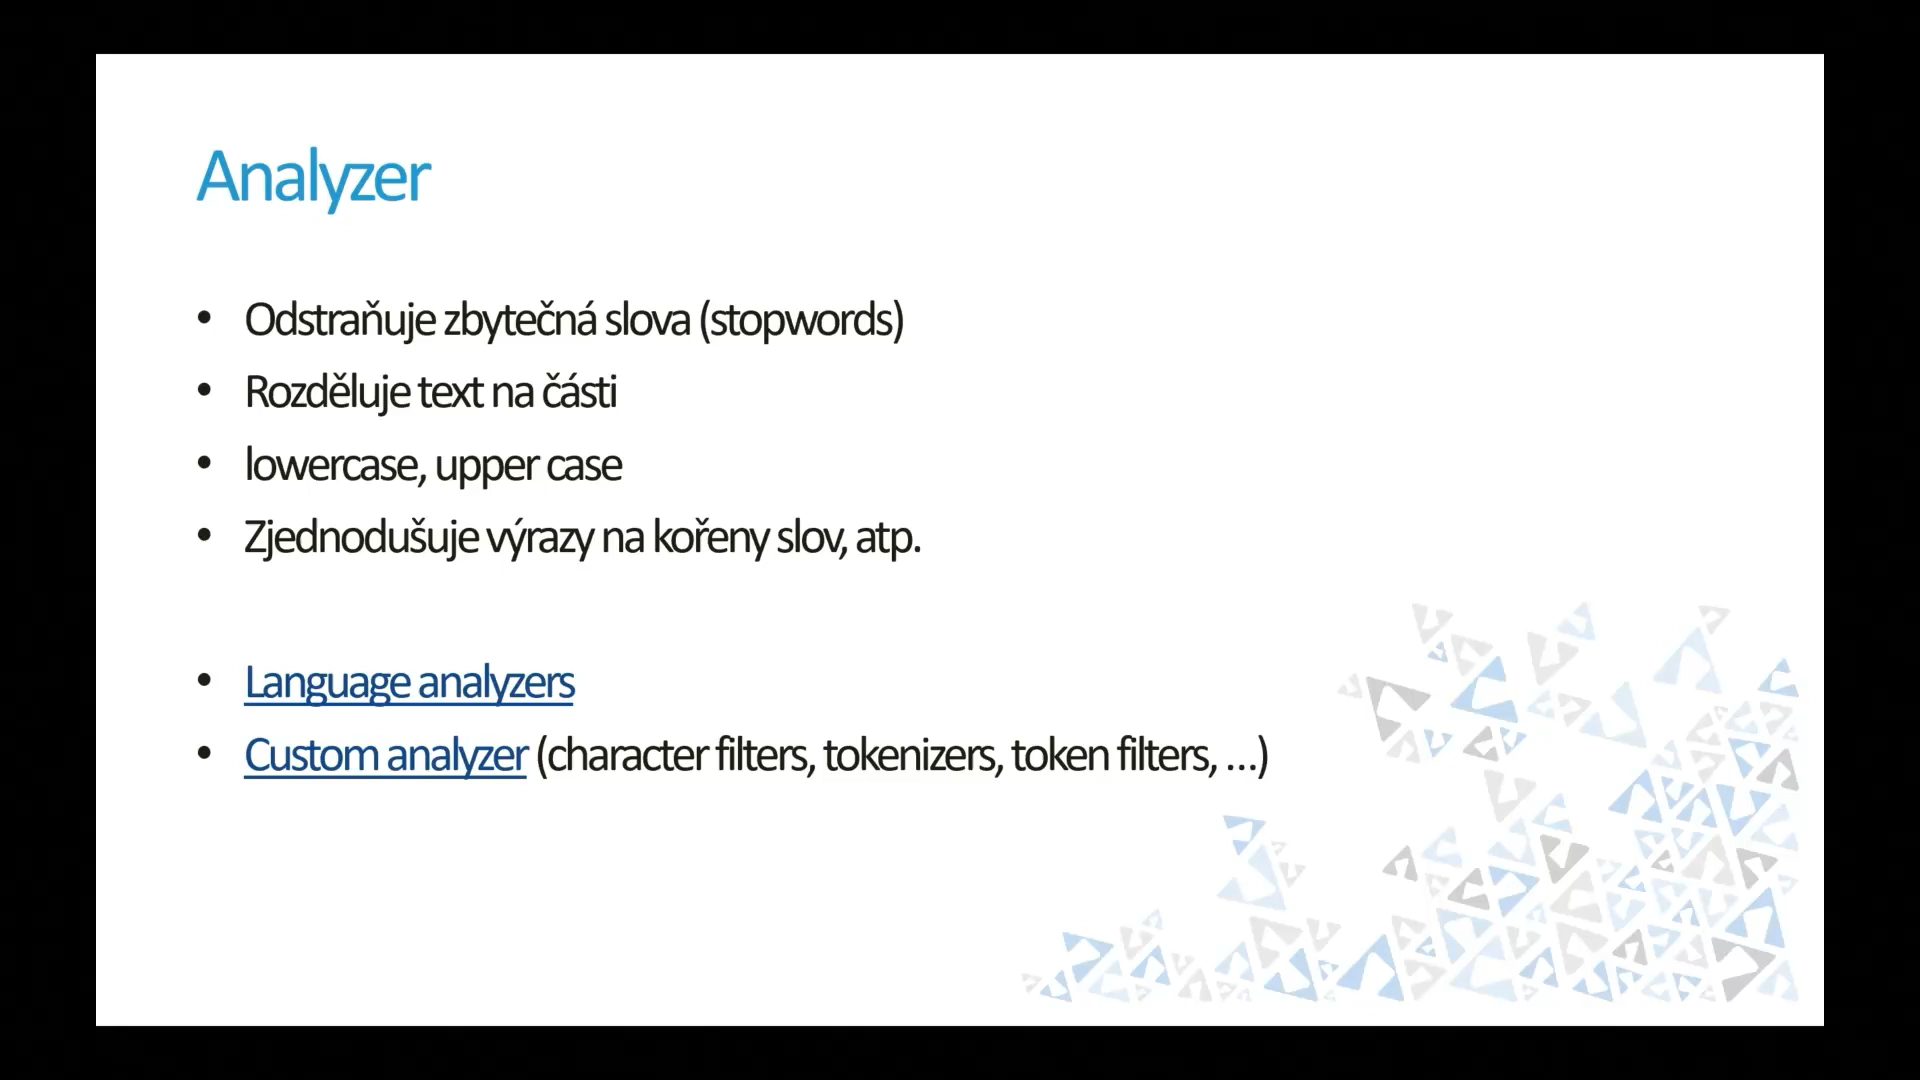 Analyzer
• Odstraňuje zbytečná slova (stopwords)
• Rozděluje text na části
• lowercase, upper case
• Zjednodušuje výrazy na kořeny slov, atp.
• Language analyzers
• Custom analyzer (character filters, tokenizers, token filters, …)